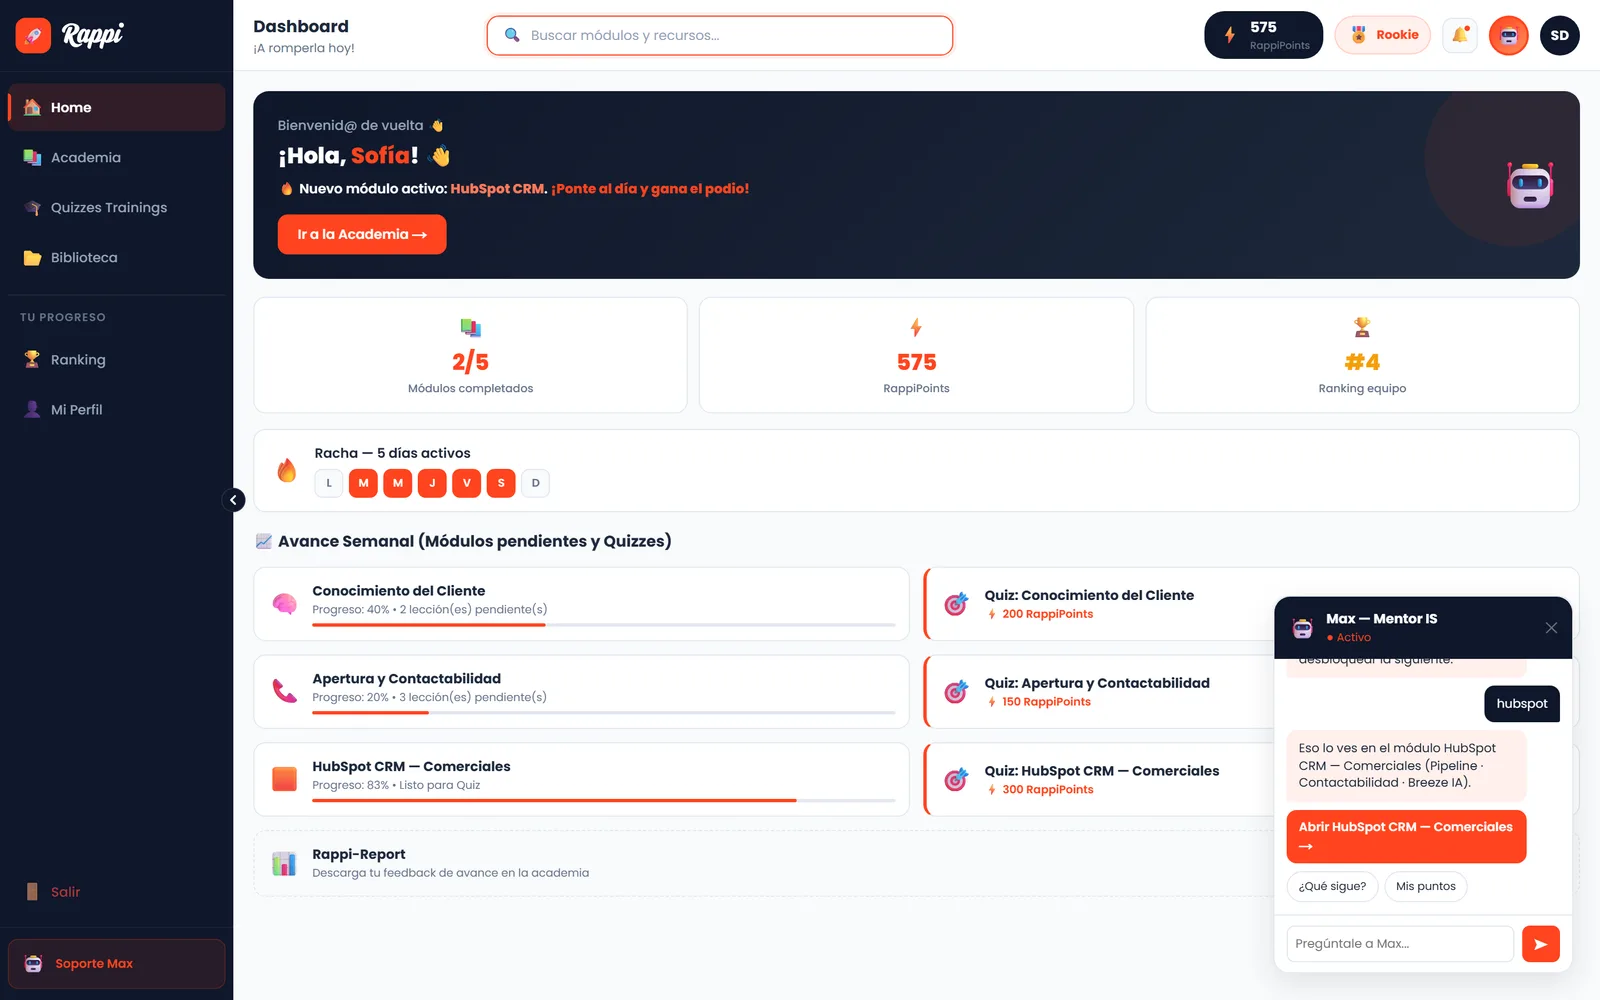 Rappi
Home
Academia
Quizzes Trainings
Biblioteca
TU PROGRESO
Ranking
Mi Perfil
Salir
Soporte Max
Dashboard
¡A romperla hoy!
Buscar módulos y recursos...
575
RappiPoints
Rookie
SD
Bienvenid@ de vuelta
¡Hola, Sofía!
Nuevo módulo activo: HubSpot CRM. ¡Ponte al día y gana el podio!
Ir a la Academia →
2/5
Módulos completados
575
RappiPoints
#4
Ranking equipo
Racha — 5 días activos
L M M J V S D
Avance Semanal (Módulos pendientes y Quizzes)
Conocimiento del Cliente
Progreso: 40% • 2 lección(es) pendiente(s)
Quiz: Conocimiento del Cliente
200 RappiPoints
Apertura y Contactabilidad
Progreso: 20% • 3 lección(es) pendiente(s)
Quiz: Apertura y Contactabilidad
150 RappiPoints
HubSpot CRM — Comerciales
Progreso: 83% • Listo para Quiz
Quiz: HubSpot CRM — Comerciales
300 RappiPoints
Rappi-Report
Descarga tu feedback de avance en la academia
Max — Mentor IS
● Activo
desbloquear la siguiente.
hubspot
Eso lo ves en el módulo HubSpot
CRM — Comerciales (Pipeline ·
Contactabilidad · Breeze IA).
Abrir HubSpot CRM — Comerciales
→
¿Qué sigue?
Mis puntos
Pregúntale a Max...